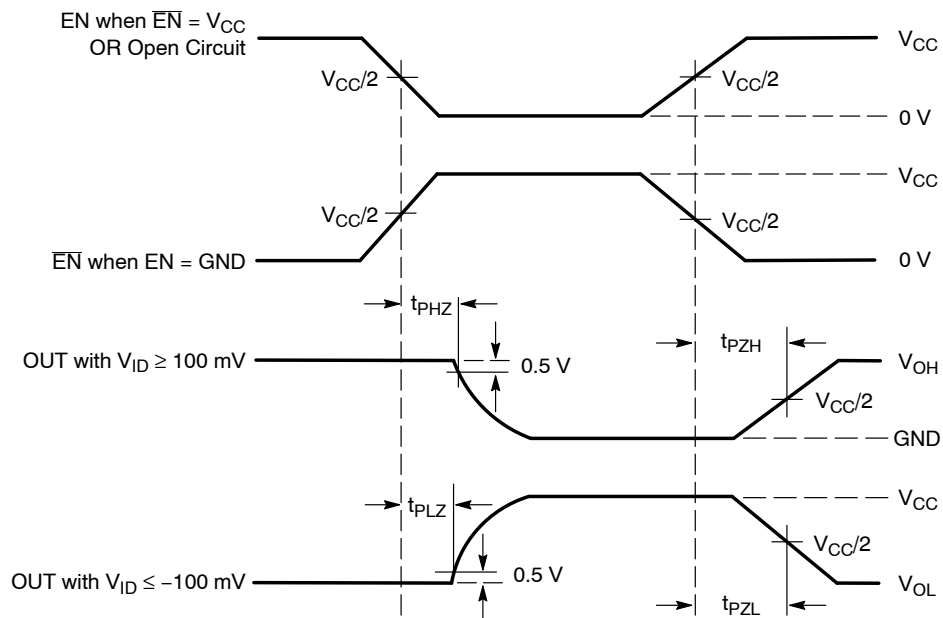 EN when E̅N̅ = VCC
OR Open Circuit
VCC
VCC/2
VCC/2
0 V
VCC
VCC/2
VCC/2
E̅N̅ when EN = GND
0 V
tPHZ
tPZH
OUT with VID ≥ 100 mV
0.5 V
VOH
VCC/2
GND
tPLZ
VCC
VCC/2
OUT with VID ≤ −100 mV
0.5 V
VOL
tPZL